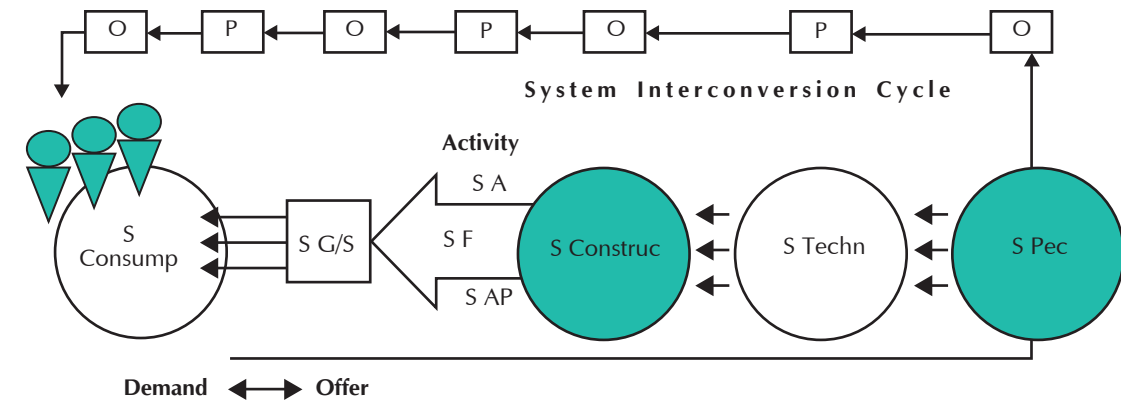 O P O P O P O
System Interconversion Cycle
Activity
S A
S F
S AP
S
Consump
S G/S
S Construc
S Techn
S Pec
Demand Offer